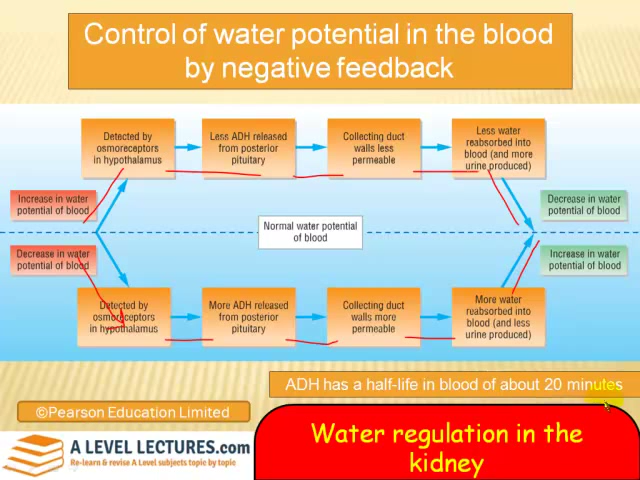 Control of water potential in the blood
by negative feedback
Detected by
osmoreceptors
in hypothalamus
Less ADH released
from posterior
pituitary
Collecting duct
walls less
permeable
Less water
reabsorbed into
blood (and more
urine produced)
Increase in water
potential of blood
Decrease in water
potential of blood
Normal water potential
of blood
Decrease in water
potential of blood
Increase in water
potential of blood
Detected by
osmoreceptors
in hypothalamus
More ADH released
from posterior
pituitary
Collecting duct
walls more
permeable
More water
reabsorbed into
blood (and less
urine produced)
ADH has a half-life in blood of about 20 minutes
©Pearson Education Limited
A LEVEL LECTURES.com
Re-learn & revise A Level subjects topic by topic
Water regulation in the
kidney